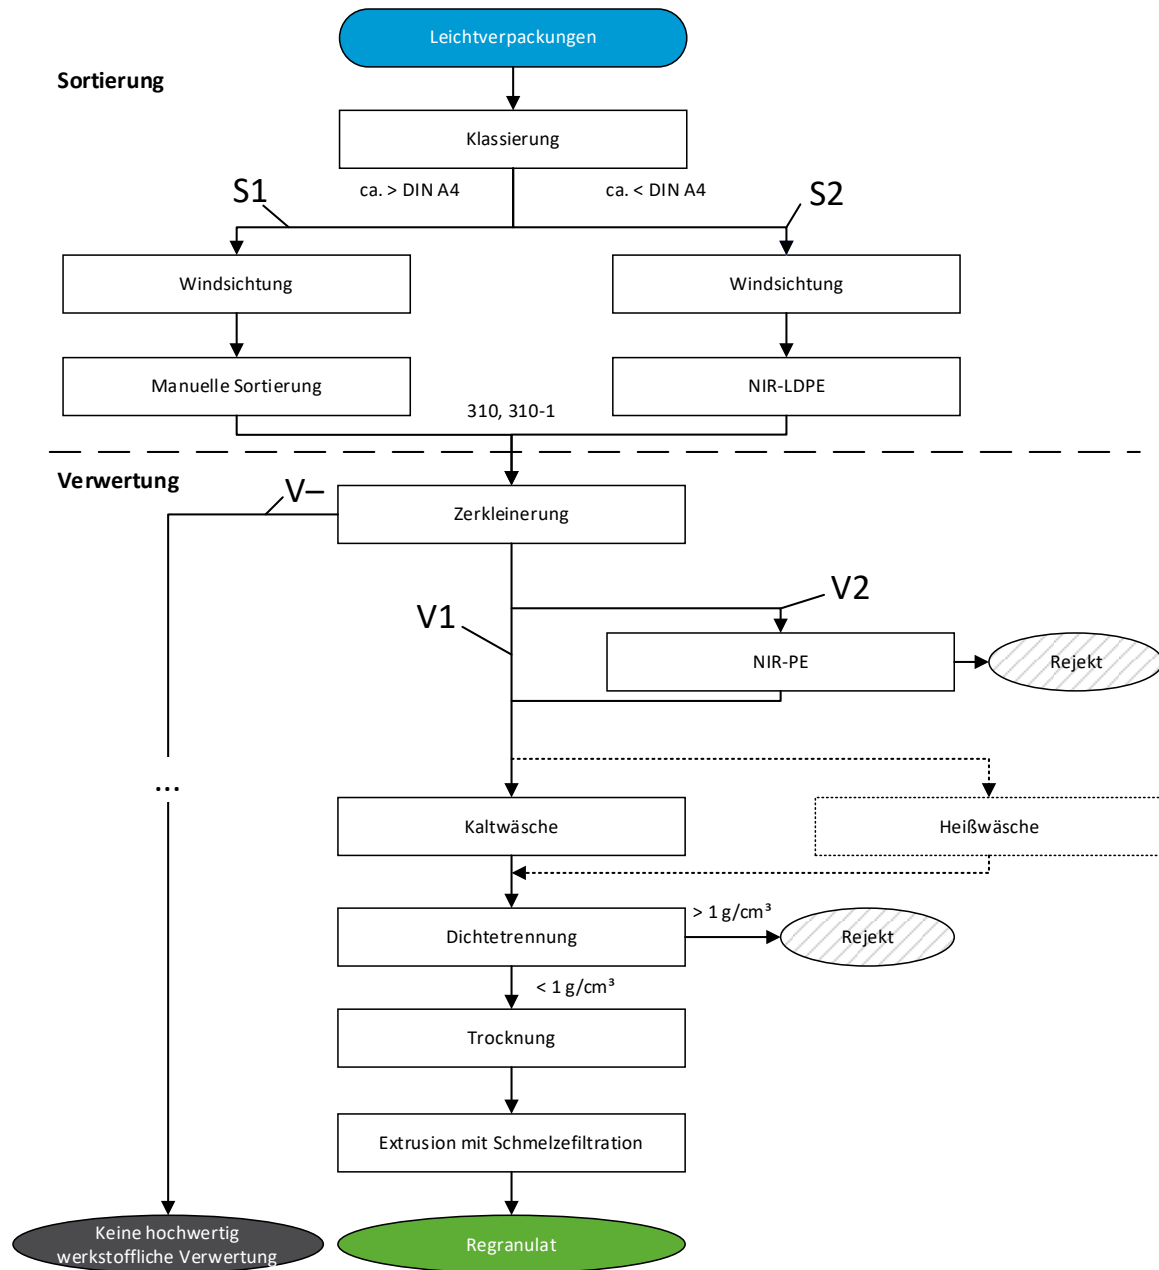 Leichtverpackungen
Sortierung
Klassierung
ca. > DIN A4
ca. < DIN A4
S1
S2
Windsichtung
Windsichtung
Manuelle Sortierung
NIR-LDPE
310, 310-1
Verwertung
V–
Zerkleinerung
V1
V2
NIR-PE
Rejekt
...
Kaltwäsche
Heißwäsche
Dichtetrennung
> 1 g/cm³
Rejekt
< 1 g/cm³
Trocknung
Extrusion mit Schmelzefiltration
Keine hochwertig
werkstoffliche Verwertung
Regranulat